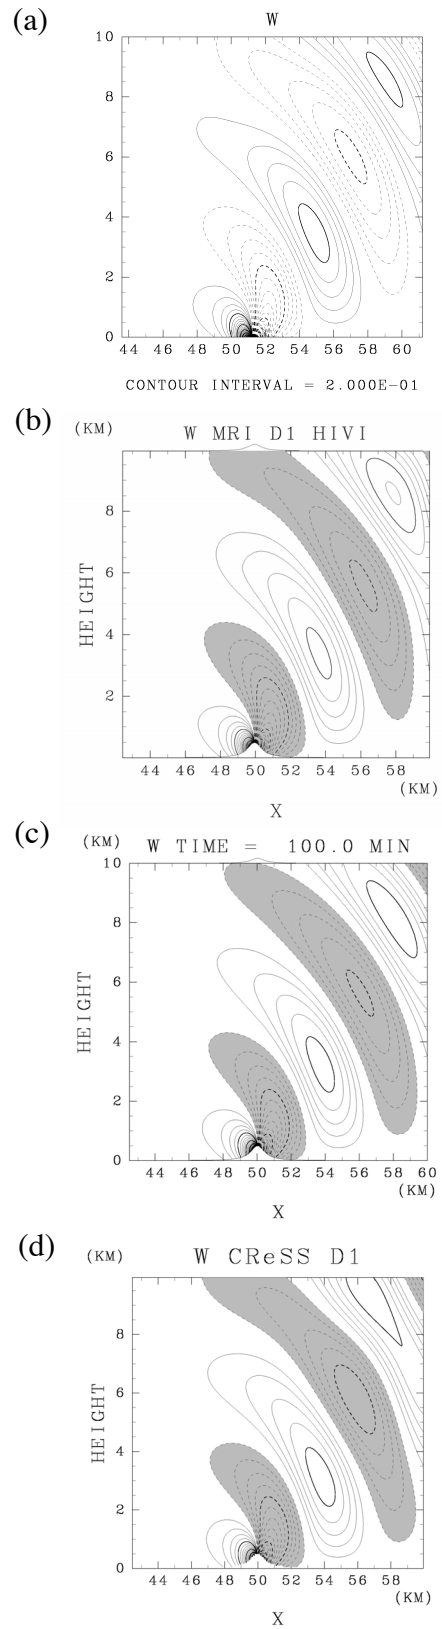 (a)
W
10
8
6
4
2
0
44 46 48 50 52 54 56 58 60
CONTOUR INTERVAL = 2.000E-01
(b)
(KM)
W MRI D1 HIVI
8
6
4
2
HEIGHT
44 46 48 50 52 54 56 58
(KM)
X
(c)
(KM)
W TIME = 100.0 MIN
10
8
6
4
2
0
HEIGHT
44 46 48 50 52 54 56 58 60
(KM)
X
(d)
(KM)
W CReSS D1
8
6
4
2
0
HEIGHT
44 46 48 50 52 54 56 58 60
(KM)
X